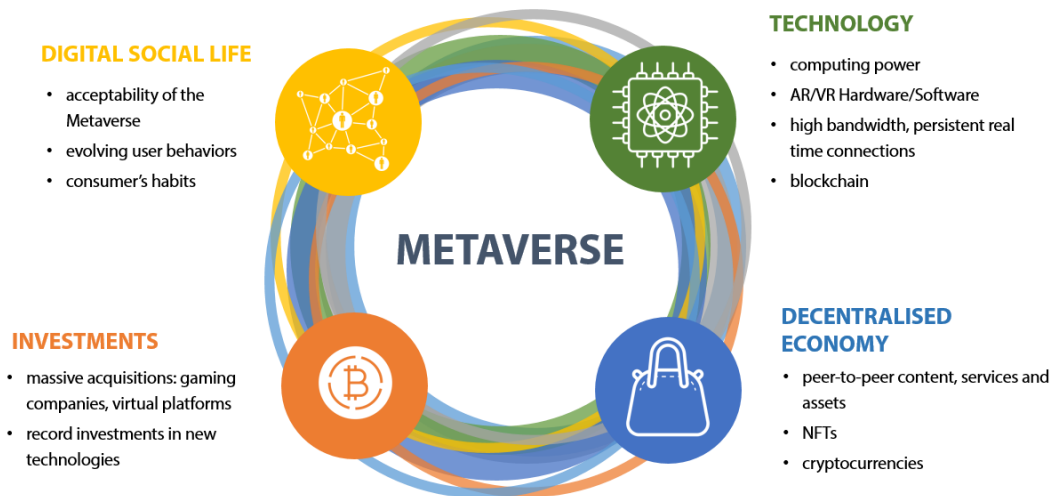 DIGITAL SOCIAL LIFE
• acceptability of the
Metaverse
• evolving user behaviors
• consumer's habits
TECHNOLOGY
• computing power
• AR/VR Hardware/Software
• high bandwidth, persistent real
time connections
• blockchain
METAVERSE
INVESTMENTS
• massive acquisitions: gaming
companies, virtual platforms
• record investments in new
technologies
DECENTRALISED
ECONOMY
• peer-to-peer content, services and
assets
• NFTs
• cryptocurrencies